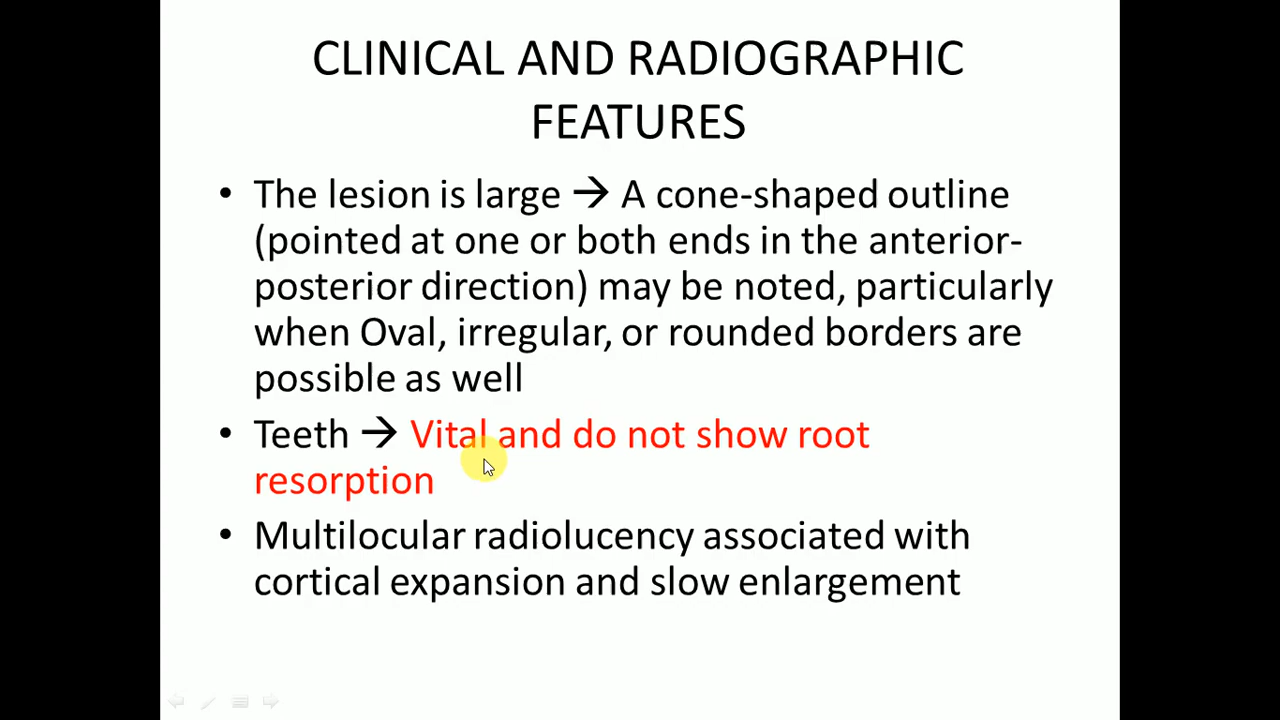 CLINICAL AND RADIOGRAPHIC
FEATURES
• The lesion is large → A cone-shaped outline
(pointed at one or both ends in the anterior-
posterior direction) may be noted, particularly
when Oval, irregular, or rounded borders are
possible as well
• Teeth → Vital and do not show root
resorption
• Multilocular radiolucency associated with
cortical expansion and slow enlargement